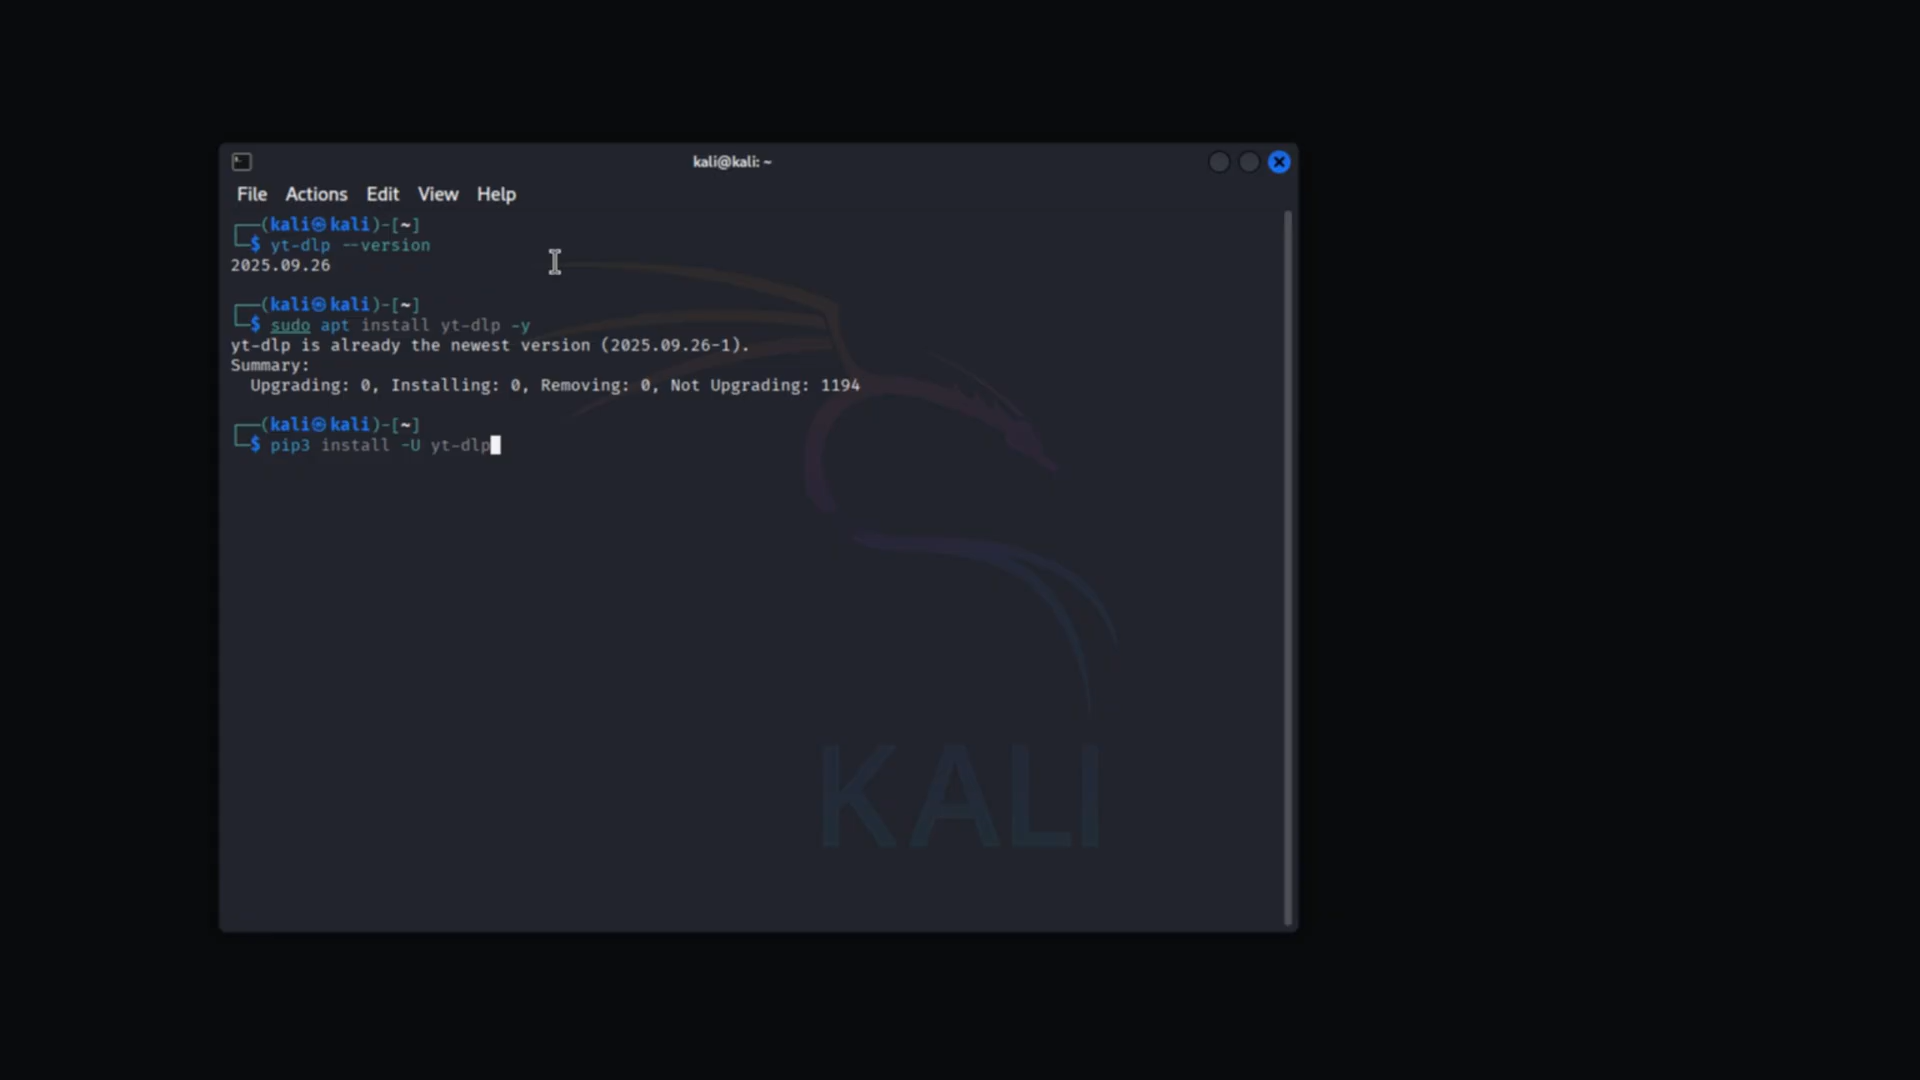 kali@kali: ~
File Actions Edit View Help
┌──(kali㉿kali)-[~]
└─$ yt-dlp --version
2025.09.26
┌──(kali㉿kali)-[~]
└─$ sudo apt install yt-dlp -y
yt-dlp is already the newest version (2025.09.26-1).
Summary:
Upgrading: 0, Installing: 0, Removing: 0, Not Upgrading: 1194
┌──(kali㉿kali)-[~]
└─$ pip3 install -U yt-dlp
KALI